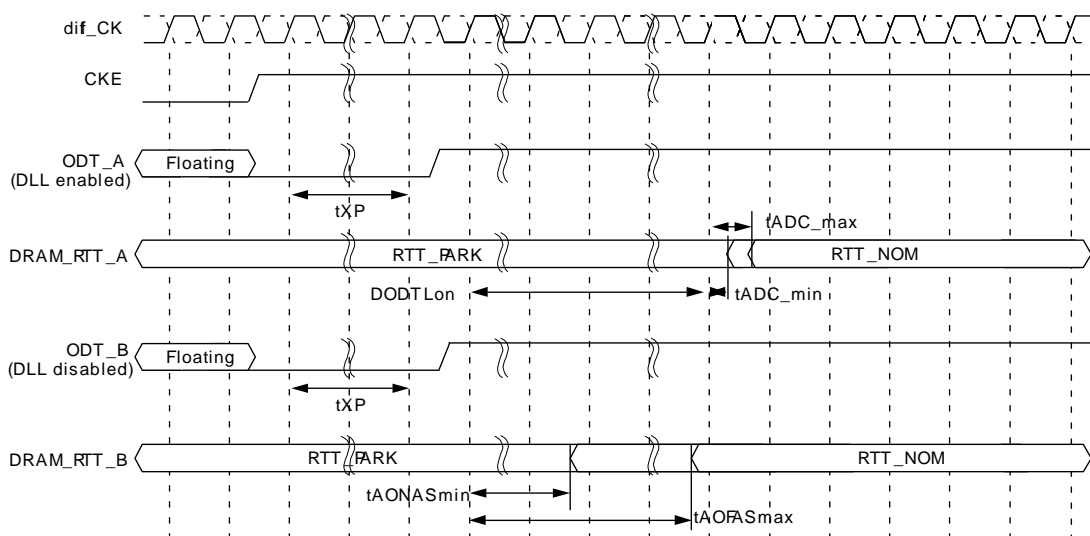 dif_CK
CKE
ODT_A
(DLL enabled)
Floating
tXP
tADC_max
DRAM_RTT_A
RTT_PARK
RTT_NOM
DODTLon
tADC_min
ODT_B
(DLL disabled)
Floating
tXP
DRAM_RTT_B
RTT_PARK
RTT_NOM
tAONASmin
tAOFASmax